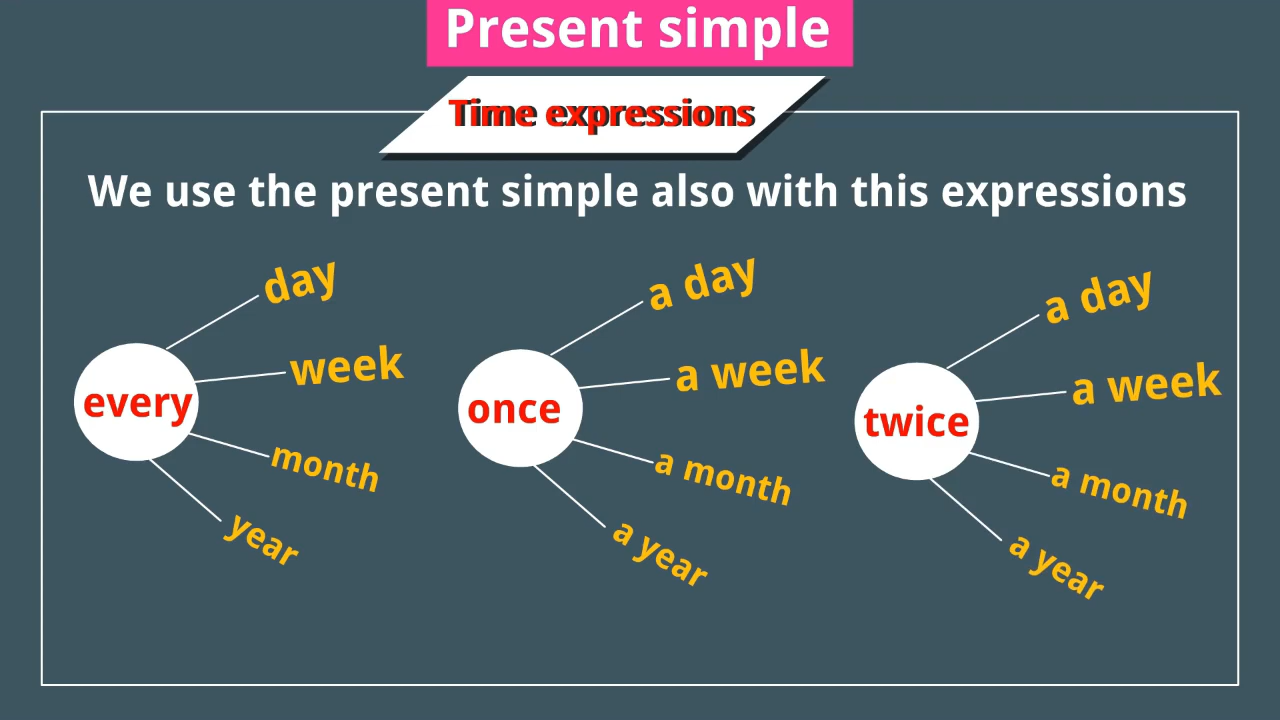 Present simple
Time expressions
We use the present simple also with this expressions
every
day
week
month
year
once
a day
a week
a month
a year
twice
a day
a week
a month
a year